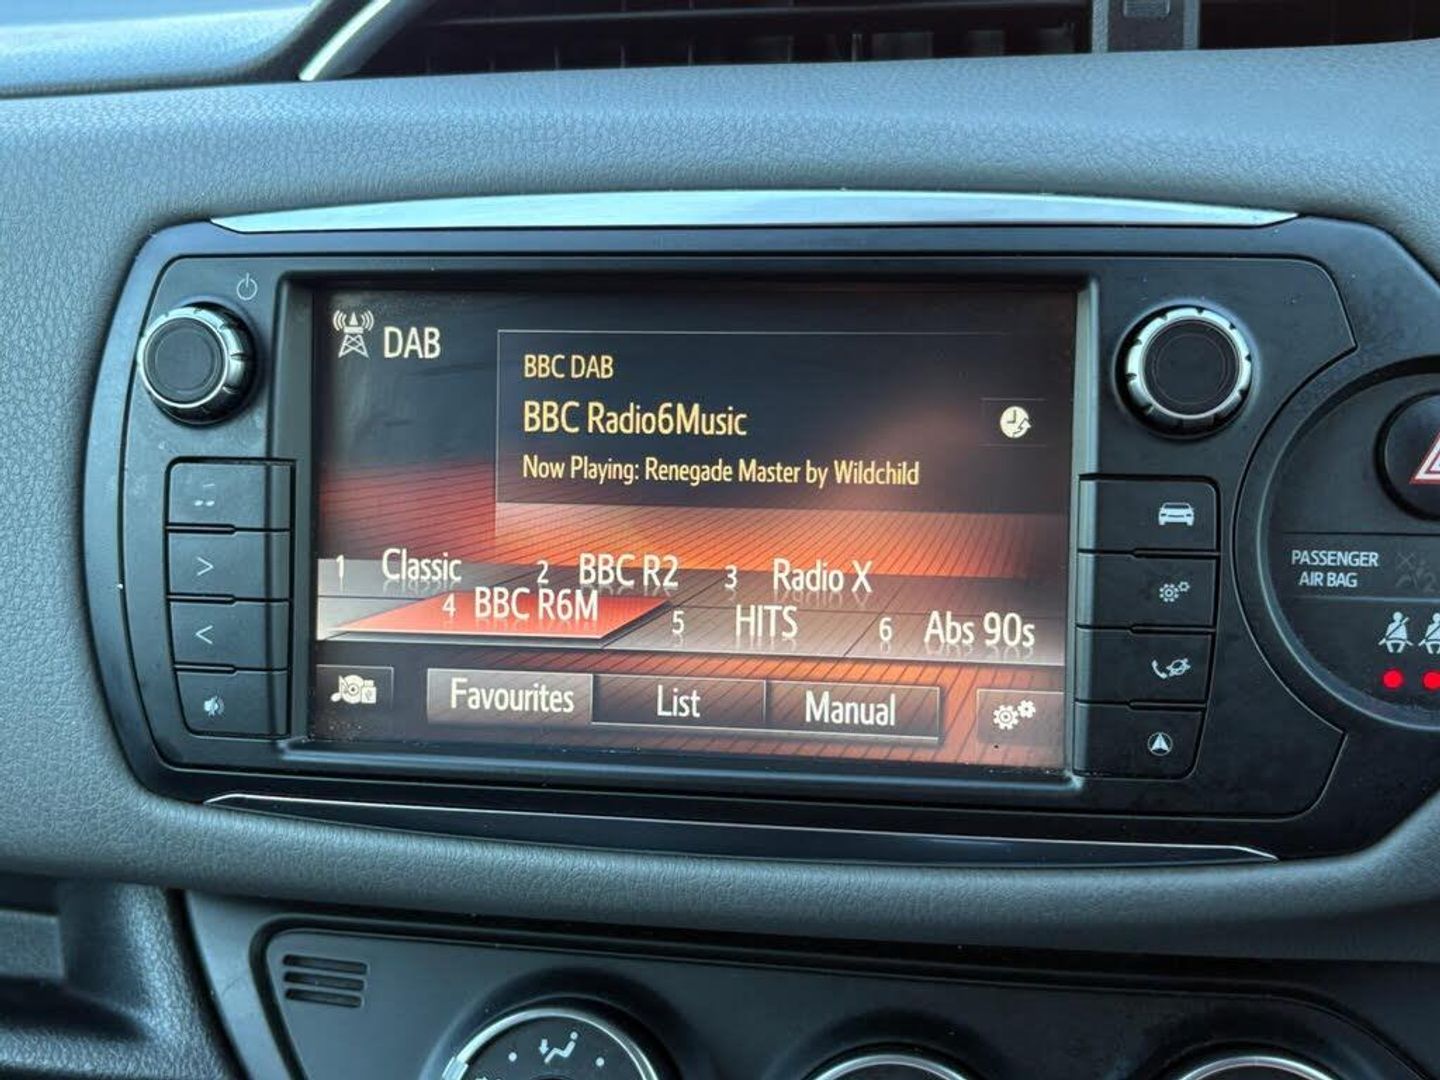 DAB
BBC DAB
BBC Radio6Music
Now Playing: Renegade Master by Wildchild
1 Classic 2 BBC R2 3 Radio X
4 BBC R6M 5 HITS 6 Abs 90s
Favourites List Manual
PASSENGER
AIR BAG